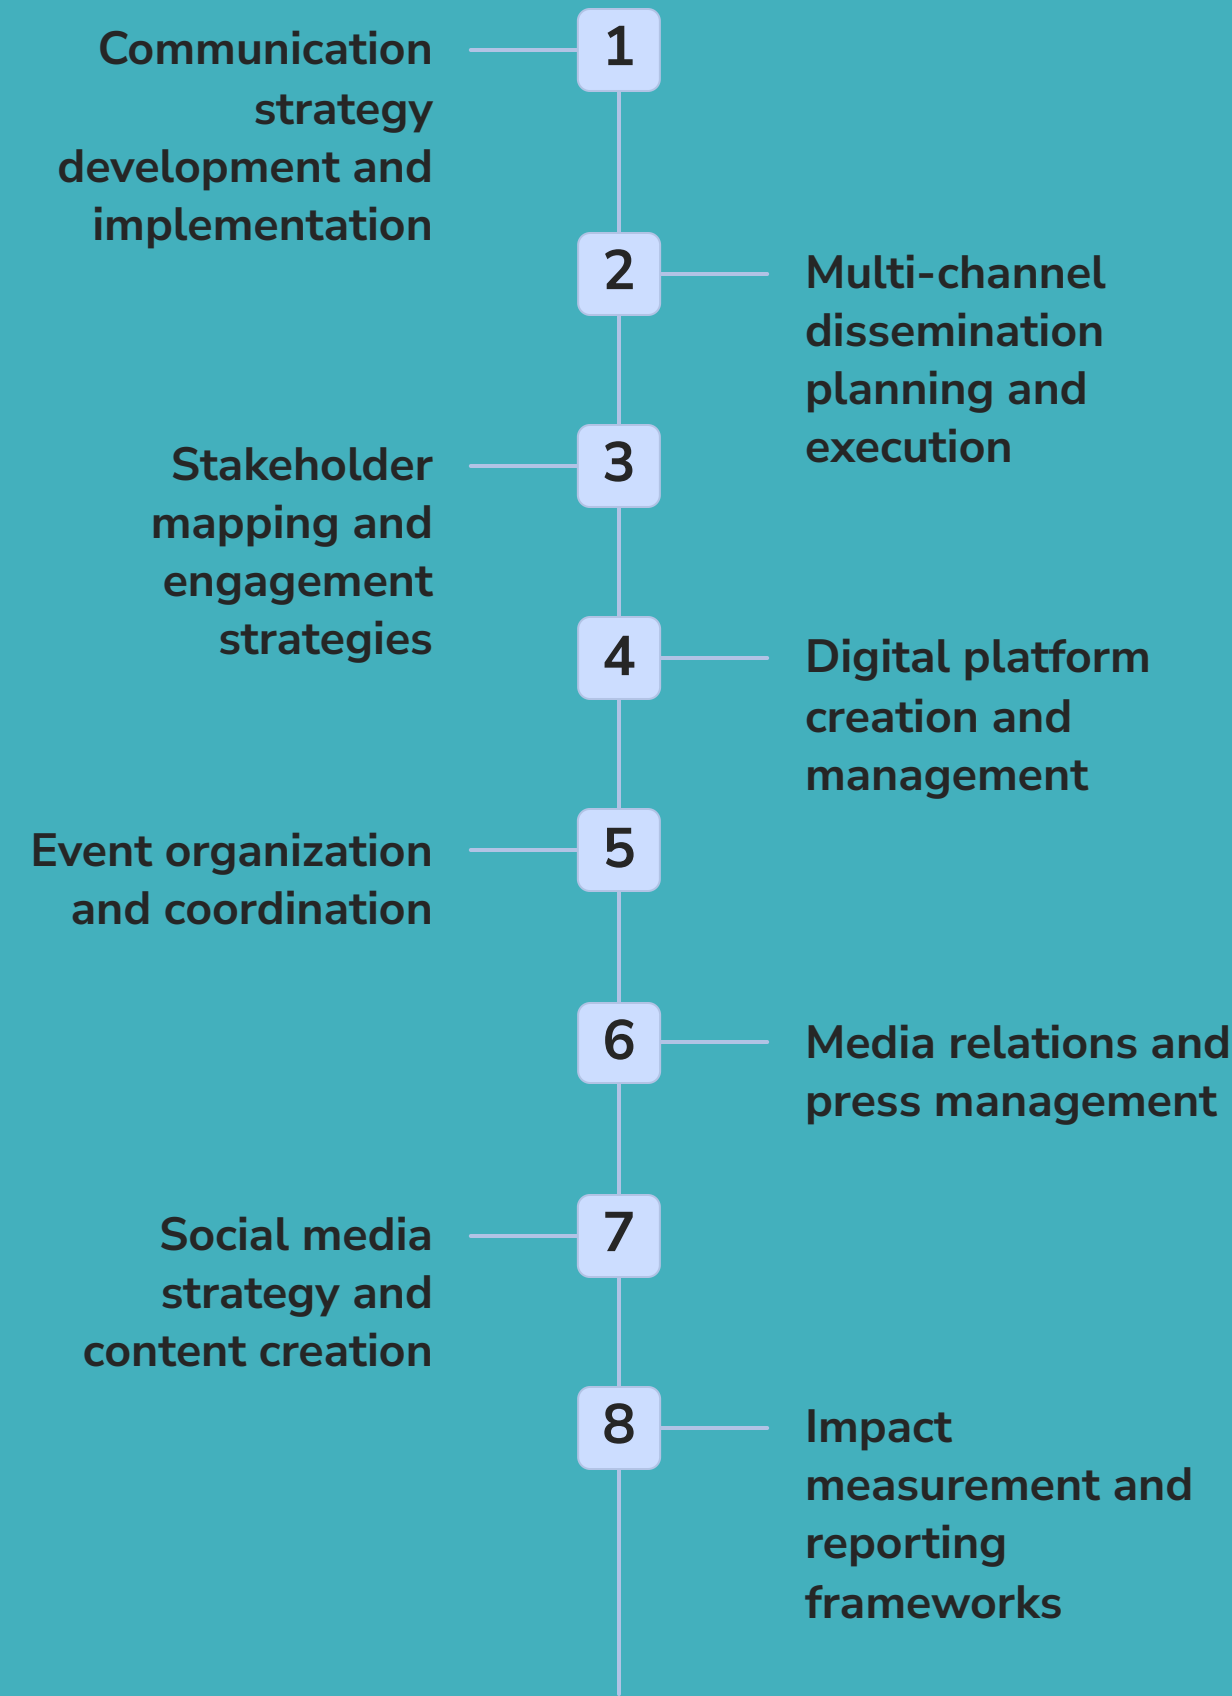 1
Communication
strategy
development and
implementation
2
Multi-channel
dissemination
planning and
execution
3
Stakeholder
mapping and
engagement
strategies
4
Digital platform
creation and
management
5
Event organization
and coordination
6
Media relations and
press management
7
Social media
strategy and
content creation
8
Impact
measurement and
reporting
frameworks